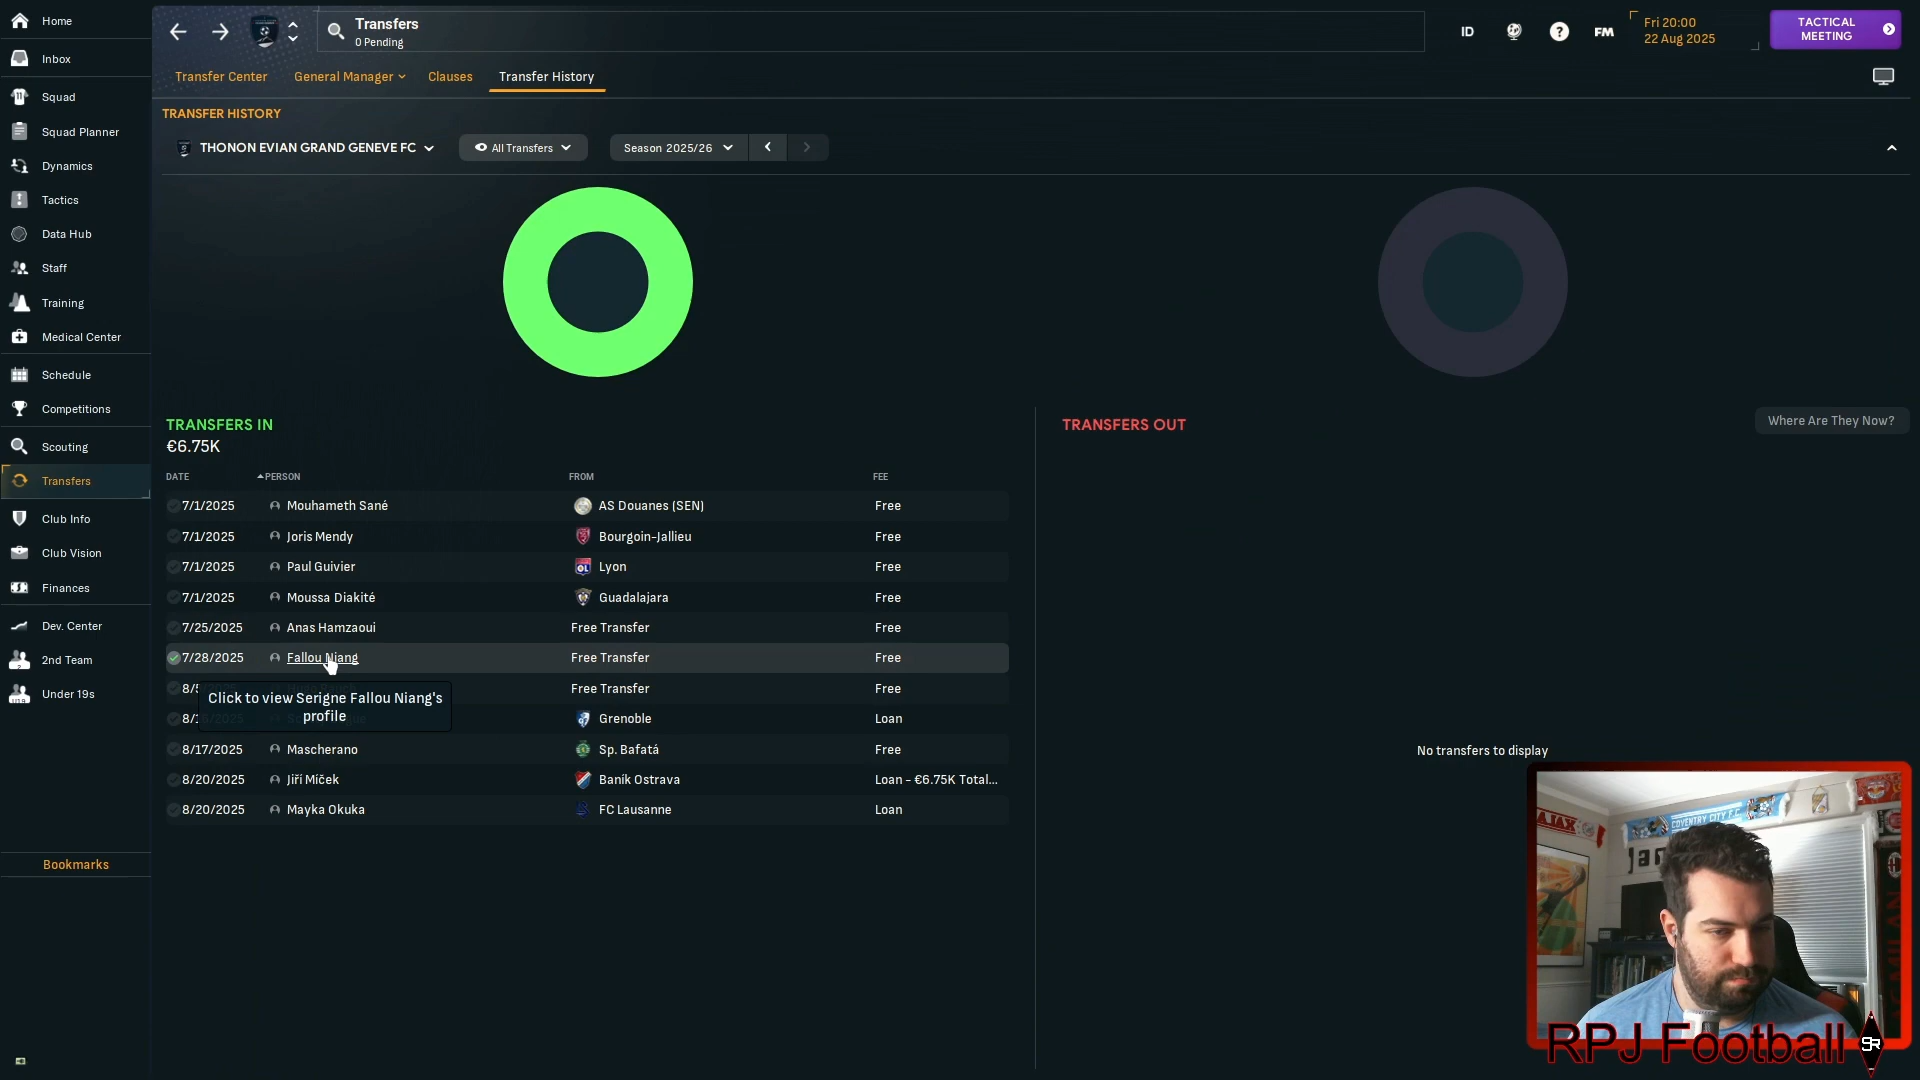 Home
Inbox
Squad
Squad Planner
Dynamics
Tactics
Data Hub
Staff
Training
Medical Center
Schedule
Competitions
Scouting
Transfers
Club Info
Club Vision
Finances
Dev. Center
2nd Team
Under 19s
Bookmarks
Transfers
0 Pending
ID
FM
Fri 20:00
22 Aug 2025
TACTICAL
MEETING
Transfer Center
General Manager
Clauses
Transfer History
TRANSFER HISTORY
THONON EVIAN GRAND GENEVE FC
All Transfers
Season 2025/26
TRANSFERS IN
€6.75K
DATE PERSON FROM FEE
7/1/2025 Mouhameth Sané AS Douanes (SEN) Free
7/1/2025 Joris Mendy Bourgoin-Jallieu Free
7/1/2025 Paul Guivier Lyon Free
7/1/2025 Moussa Diakité Guadalajara Free
7/25/2025 Anas Hamzaoui Free Transfer Free
7/28/2025 Fallou Niang Free Transfer Free
Free Transfer Free
Click to view Serigne Fallou Niang's
profile
Grenoble Loan
8/17/2025 Mascherano Sp. Bafatá Free
8/20/2025 Jiří Míček Baník Ostrava Loan - €6.75K Total...
8/20/2025 Mayka Okuka FC Lausanne Loan
TRANSFERS OUT
Where Are They Now?
No transfers to display
AJAX
COVENTRY CITY F.C
RPJ Football
SR